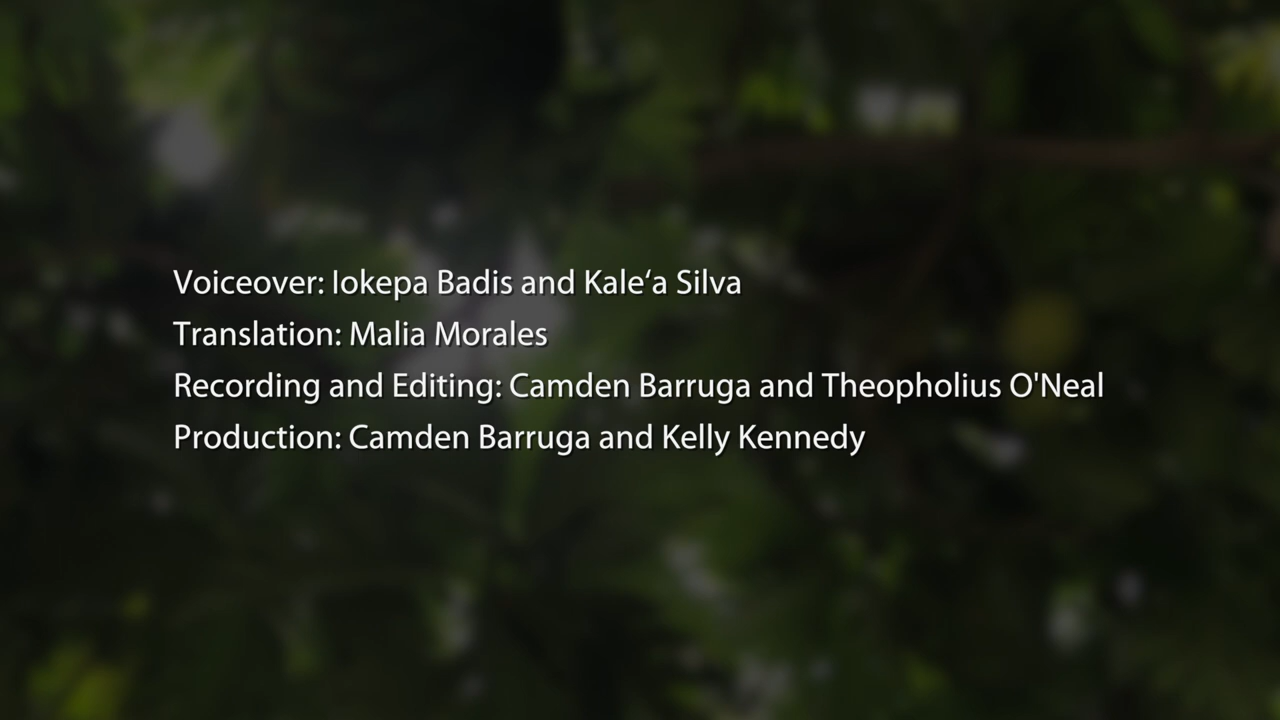 Voiceover: Iokepa Badis and Kale‘a Silva
Translation: Malia Morales
Recording and Editing: Camden Barruga and Theopholius O'Neal
Production: Camden Barruga and Kelly Kennedy